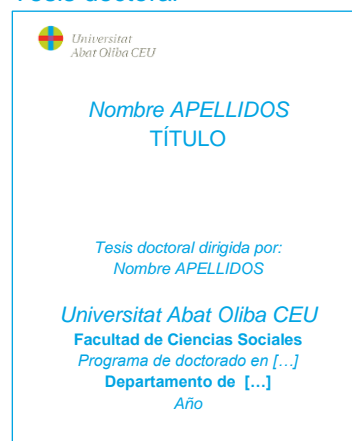 Tesis doctoral
Universitat
Abat Oliba CEU
Nombre APELLIDOS
TÍTULO
Tesis doctoral dirigida por:
Nombre APELLIDOS
Universitat Abat Oliba CEU
Facultad de Ciencias Sociales
Programa de doctorado en […]
Departamento de […]
Año